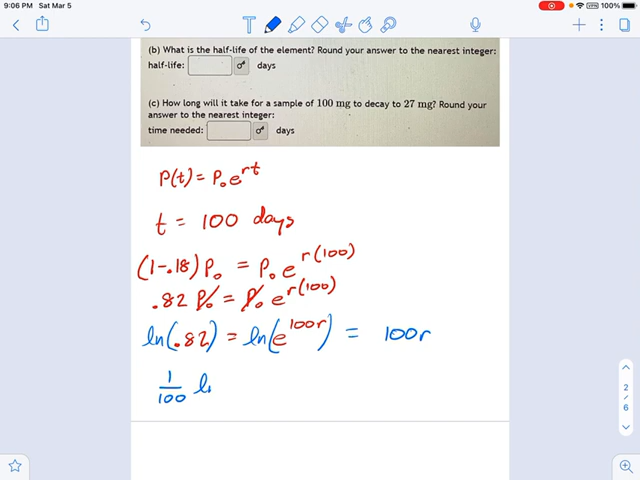 9:06 PM Sat Mar 5
77%
(b) What is the half-life of the element? Round your answer to the nearest integer:
half-life: days
(c) How long will it take for a sample of 100 mg to decay to 27 mg? Round your
answer to the nearest integer:
time needed: days
P(t) = P₀e^{rt}
t = 100 days
(1-.18)P₀ = P₀e^{r(100)}
.82 P₀ = P₀e^{r(100)}
ln(.82) = ln(e^{100r}) = 100r
1/100 l
2
/
6